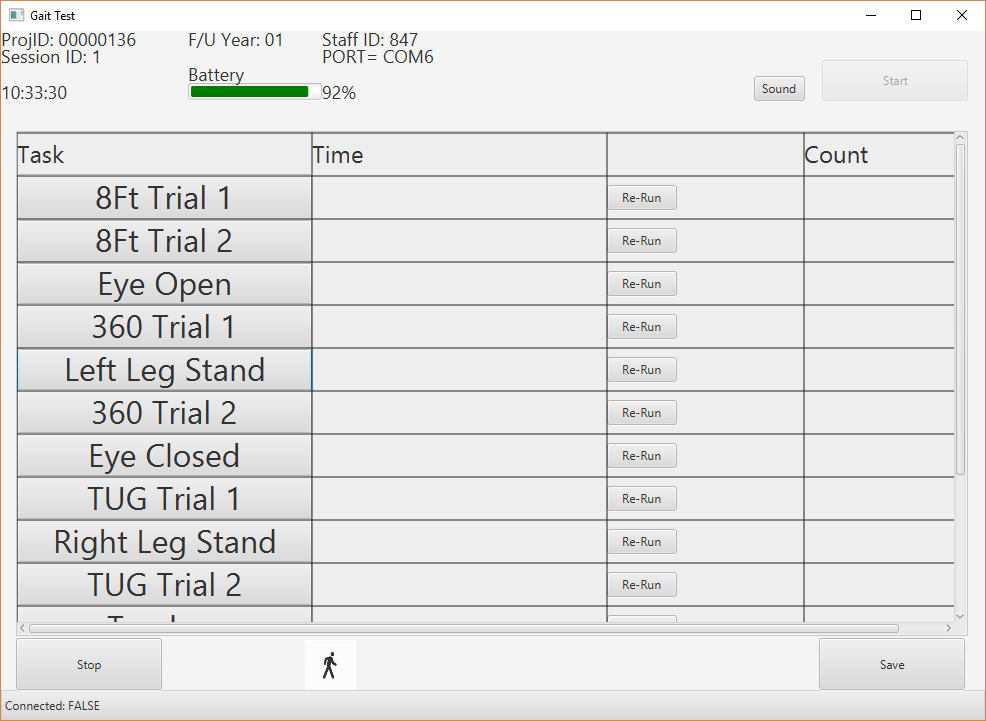 Gait Test
ProjID: 00000136 F/U Year: 01 Staff ID: 847
Session ID: 1 PORT= COM6
Battery
10:33:30 92%
Sound Start
Task Time Count
8Ft Trial 1 Re-Run
8Ft Trial 2 Re-Run
Eye Open Re-Run
360 Trial 1 Re-Run
Left Leg Stand Re-Run
360 Trial 2 Re-Run
Eye Closed Re-Run
TUG Trial 1 Re-Run
Right Leg Stand Re-Run
TUG Trial 2 Re-Run
Stop Save
Connected: FALSE